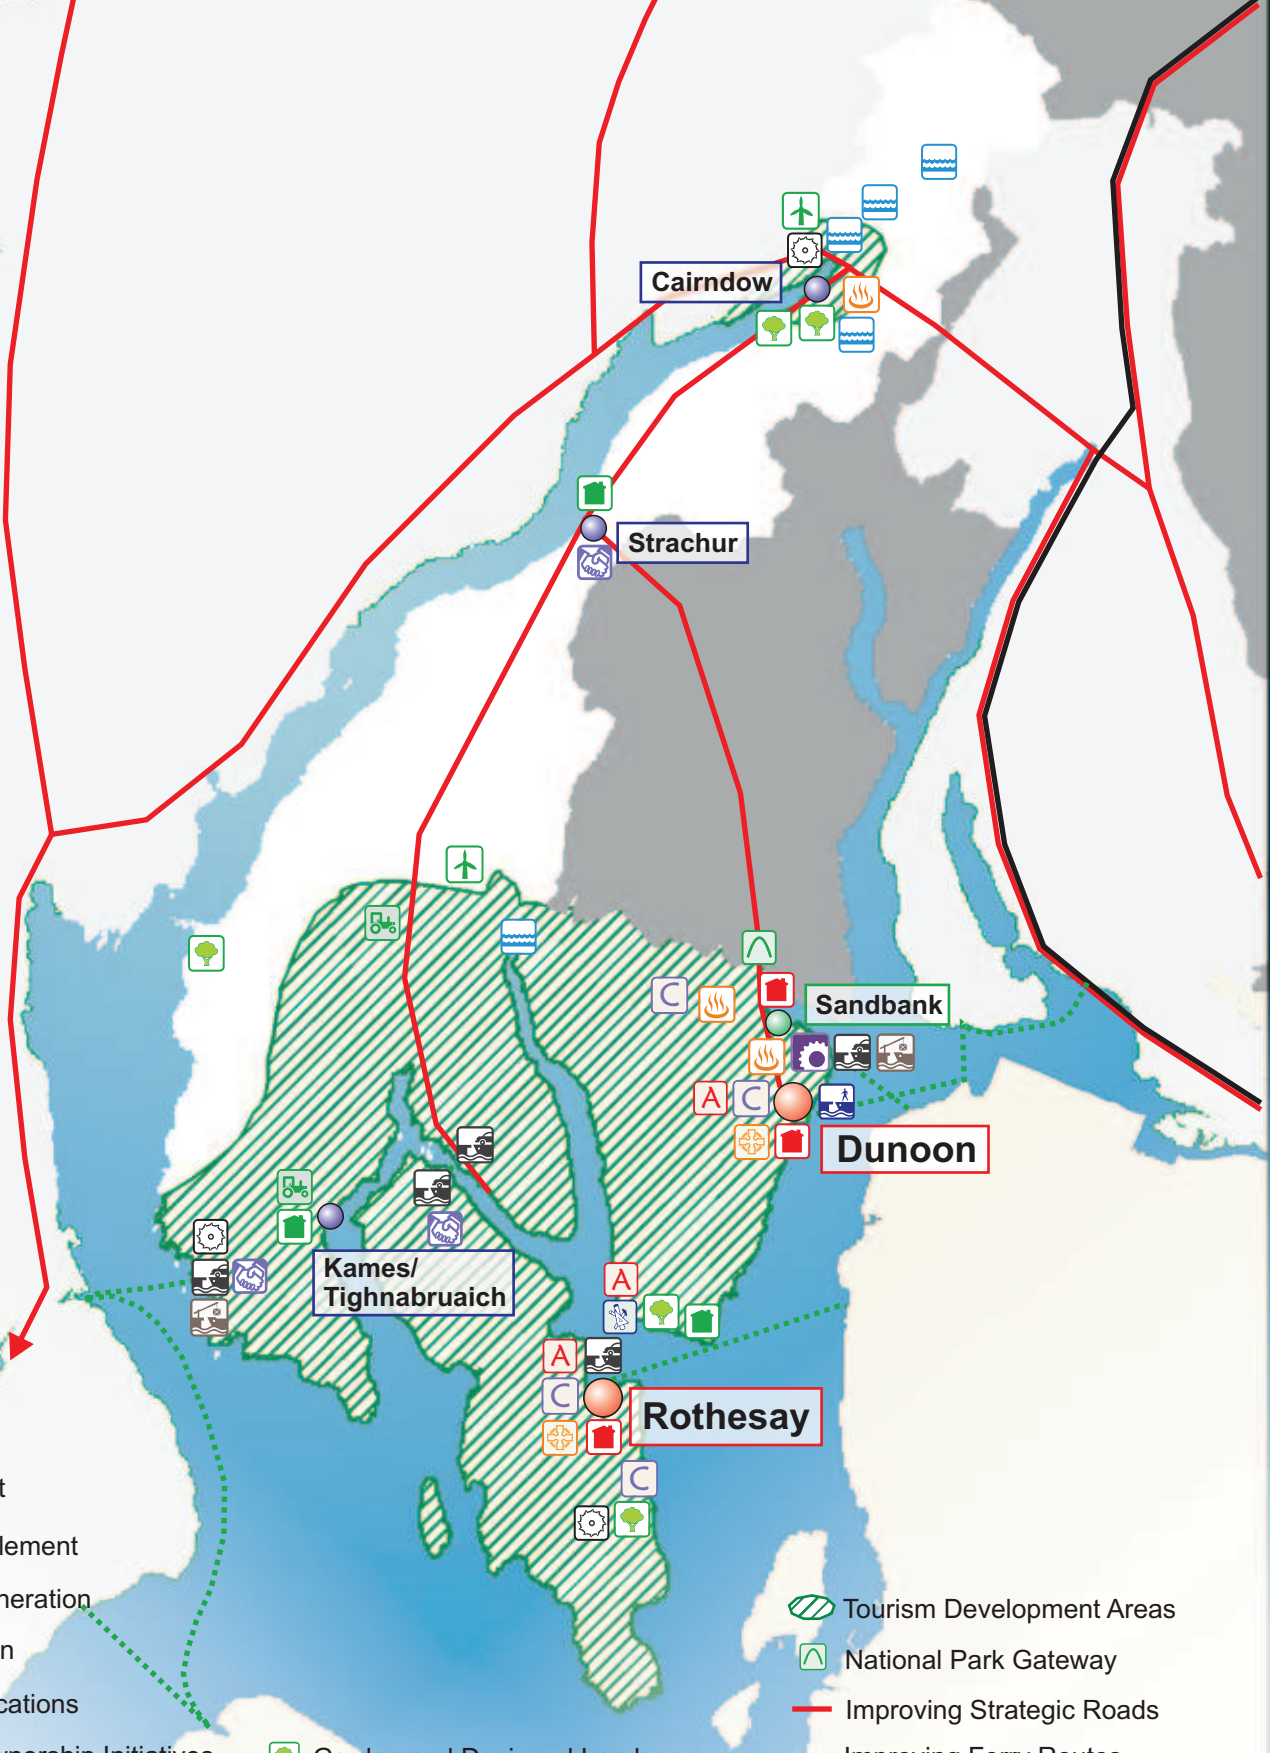 Cairndow
Strachur
C
Sandbank
A
C
Dunoon
Kames/
Tighnabruaich
A
A
C
Rothesay
C
t
lement
neration
n
cations
Tourism Development Areas
National Park Gateway
Improving Strategic Roads